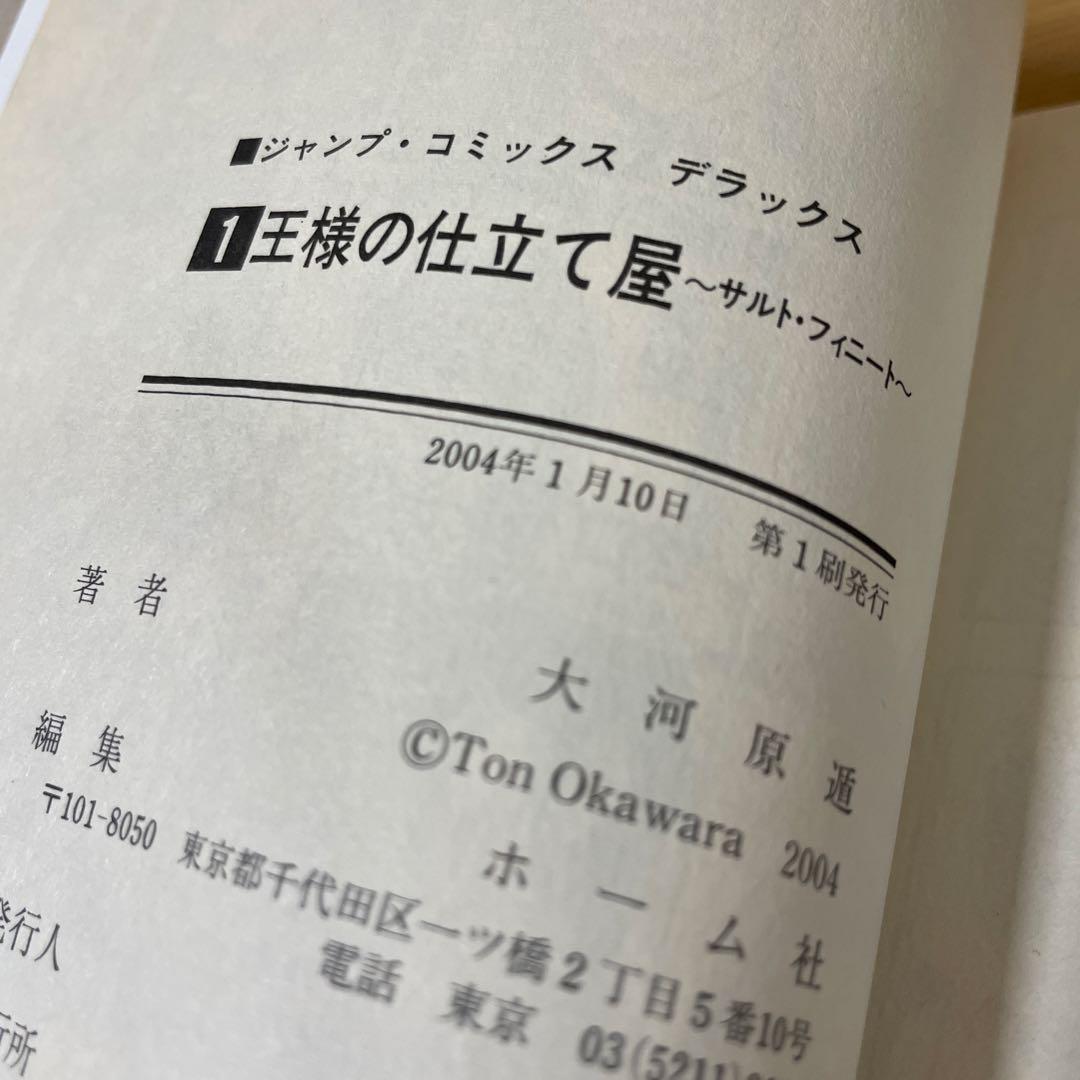 ■ジャンプ・コミックス デラックス
1 王様の仕立て屋～サルト・フィニート～
2004年1月10日 第1刷発行
著者 大河原遁
©Ton Okawara 2004
編集 ホーム社
〒101-8050 東京都千代田区一ツ橋2丁目5番10号
電話 東京 03(5211)
発行人